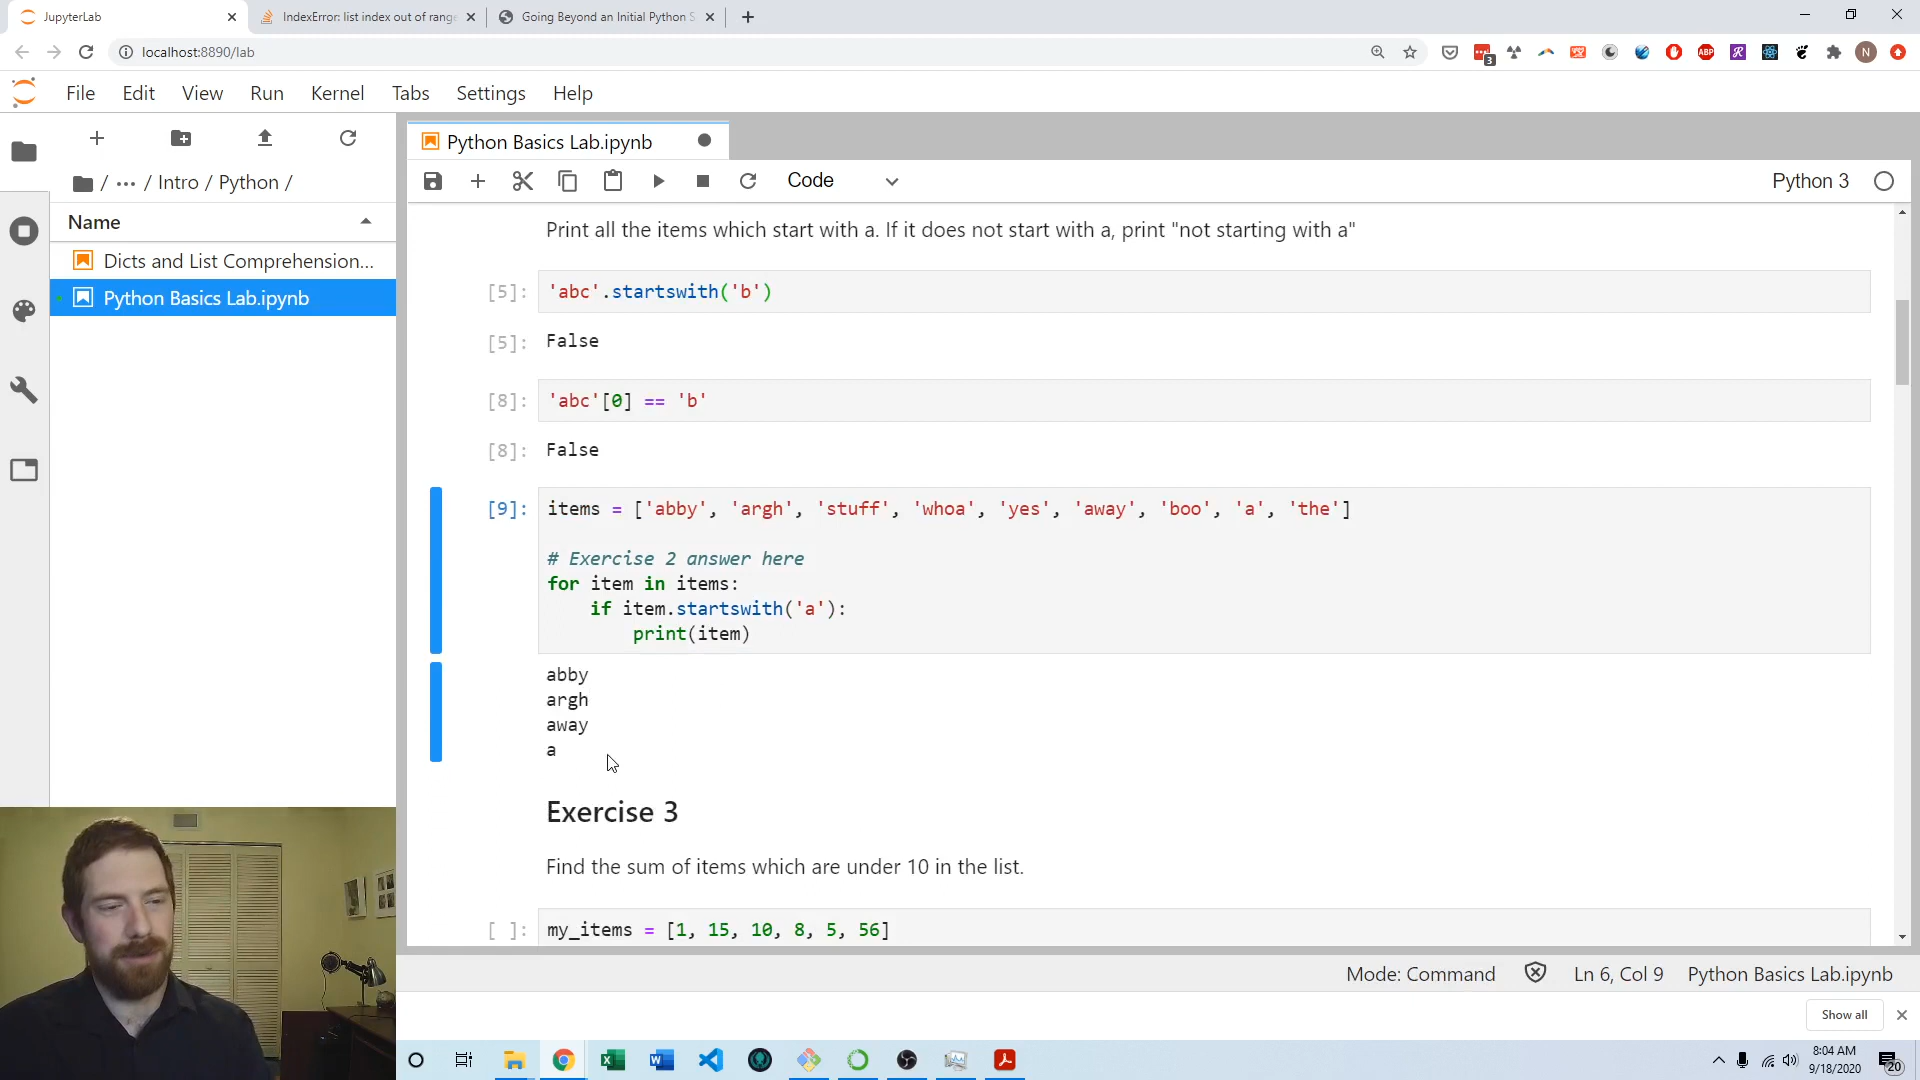 JupyterLab
IndexError: list index out of range
Going Beyond an Initial Python S
localhost:8890/lab
3
ABP
N
File Edit View Run Kernel Tabs Settings Help
Python Basics Lab.ipynb
/ ··· / Intro / Python /
Code
Python 3
Name
Dicts and List Comprehension...
Python Basics Lab.ipynb
Print all the items which start with a. If it does not start with a, print "not starting with a"
[5]: 'abc'.startswith('b')
[5]: False
[8]: 'abc'[0] == 'b'
[8]: False
[9]: items = ['abby', 'argh', 'stuff', 'whoa', 'yes', 'away', 'boo', 'a', 'the']
# Exercise 2 answer here
for item in items:
    if item.startswith('a'):
        print(item)
abby
argh
away
a
Exercise 3
Find the sum of items which are under 10 in the list.
[ ]: my_items = [1, 15, 10, 8, 5, 56]
Mode: Command
Ln 6, Col 9
Python Basics Lab.ipynb
Show all
8:04 AM
9/18/2020
20